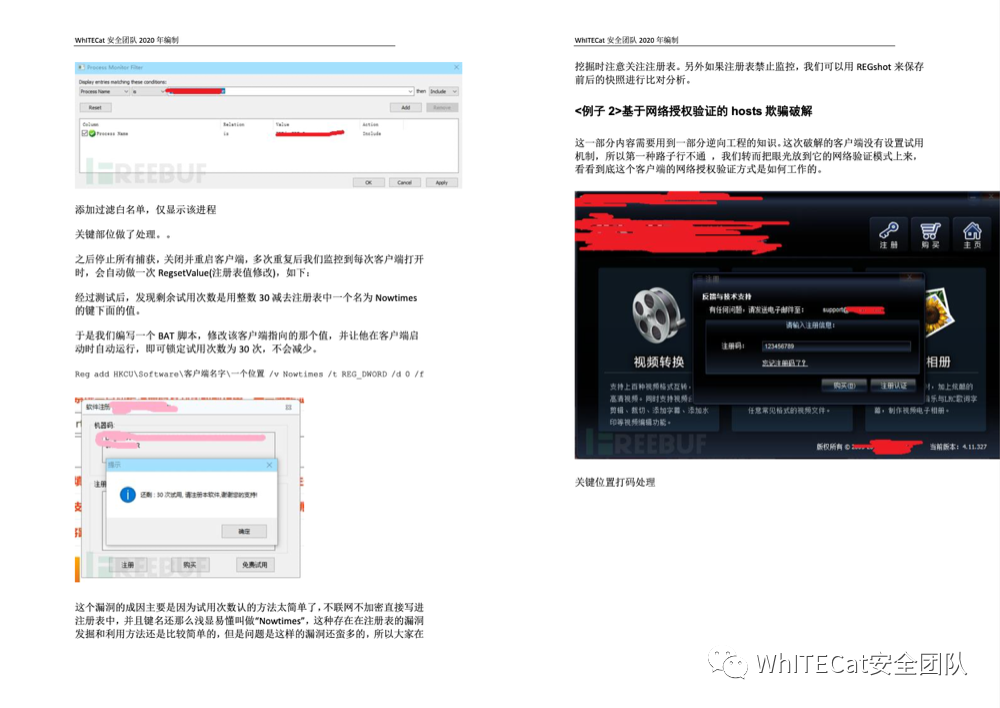 WhITECat 安全团队 2020 年编制
Process Monitor Filter
Display entries matching these conditions:
Process Name is then Include
Reset Add Remove
Column Relation Value Action
Process Name is Include
FREEBUF
OK Cancel Apply
添加过滤白名单，仅显示该进程
关键部位做了处理。。
之后停止所有捕获，关闭并重启客户端，多次重复后我们监控到每次客户端打开
时，会自动做一次 RegsetValue(注册表值修改)，如下：
经过测试后，发现剩余试用次数是用整数 30 减去注册表中一个名为 Nowtimes
的键下面的值。
于是我们编写一个 BAT 脚本，修改该客户端指向的那个值，并让他在客户端启
动时自动运行，即可锁定试用次数为 30 次，不会减少。
Reg add HKCU\Software\客户端名字\一个位置 /v Nowtimes /t REG_DWORD /d 0 /f
软件注册
机器码:
提示
注册
还剩：30 次试用, 请注册本软件,谢谢您的支持!
确定
注册 购买 免费试用
FREEBUF
这个漏洞的成因主要是因为试用次数认的方法太简单了，不联网不加密直接写进
注册表中，并且键名还那么浅显易懂叫做“Nowtimes”，这种存在在注册表的漏洞
发掘和利用方法还是比较简单的，但是问题是这样的漏洞还蛮多的，所以大家在
WhITECat 安全团队 2020 年编制
挖掘时注意关注注册表。另外如果注册表禁止监控，我们可以用 REGshot 来保存
前后的快照进行比对分析。
<例子 2>基于网络授权验证的 hosts 欺骗破解
这一部分内容需要用到一部分逆向工程的知识。这次破解的客户端没有设置试用
机制，所以第一种路子行不通 ，我们转而把眼光放到它的网络验证模式上来，
看看到底这个客户端的网络授权验证方式是如何工作的。
注册 购买 主页
注册
反馈与技术支持
有任何问题，请发送电子邮件至： support@
请输入注册信息：
注册码： 123456789
忘记注册码了？
购买(B) 注册认证
视频转换
相册
支持上百种视频格式互转，
高清视频。同时支持视频
剪辑、裁切、添加字幕、添加水
印等视频编辑功能。
任意常见格式的视频文件。
时，加上炫酷的
音乐与LRC歌词字
幕，制作视频电子相册。
FREEBUF
版权所有 © 当前版本：4.11.327
关键位置打码处理
WhITECat安全团队